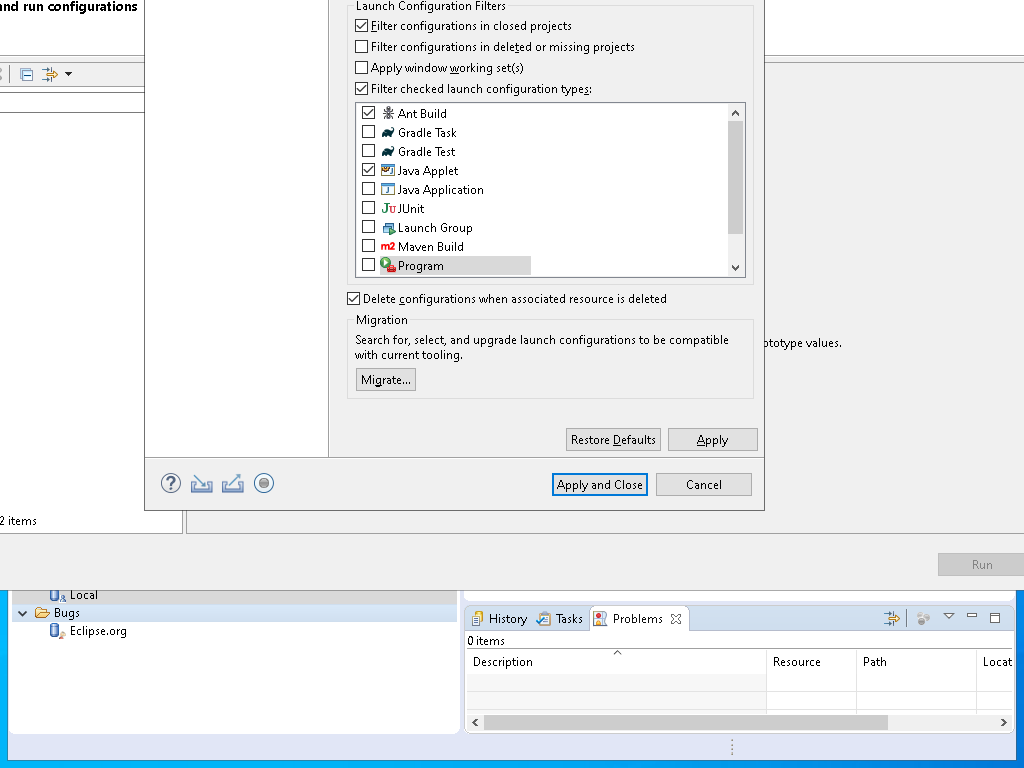 and run configurations
Launch Configuration Filters
Filter configurations in closed projects
Filter configurations in deleted or missing projects
Apply window working set(s)
Filter checked launch configuration types:
Ant Build
Gradle Task
Gradle Test
Java Applet
Java Application
JUnit
Launch Group
Maven Build
Program
Delete configurations when associated resource is deleted
Migration
Search for, select, and upgrade launch configurations to be compatible
with current tooling.
ototype values.
Migrate...
Restore Defaults
Apply
Apply and Close
Cancel
2 items
Run
Local
Bugs
Eclipse.org
History
Tasks
Problems
0 items
Description
Resource
Path
Locat